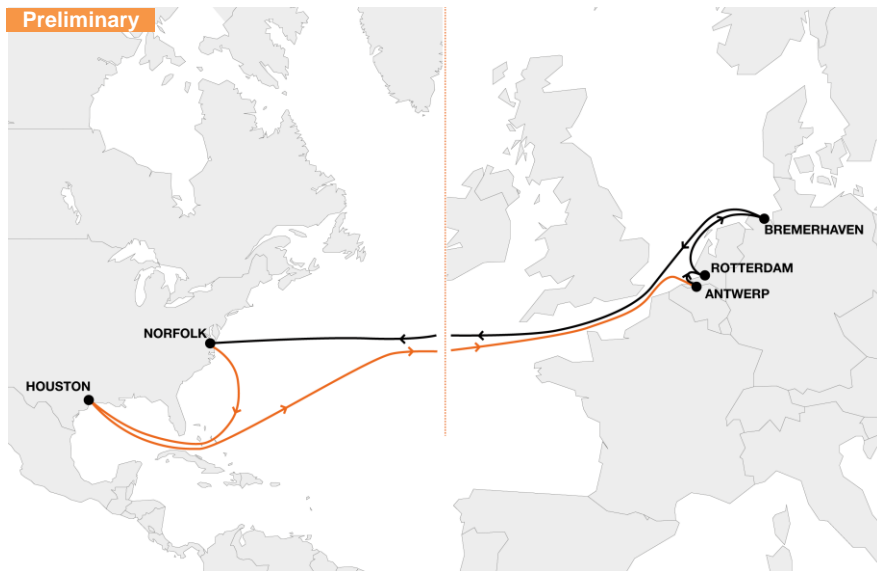 Preliminary
BREMERHAVEN
ROTTERDAM
ANTWERP
NORFOLK
HOUSTON